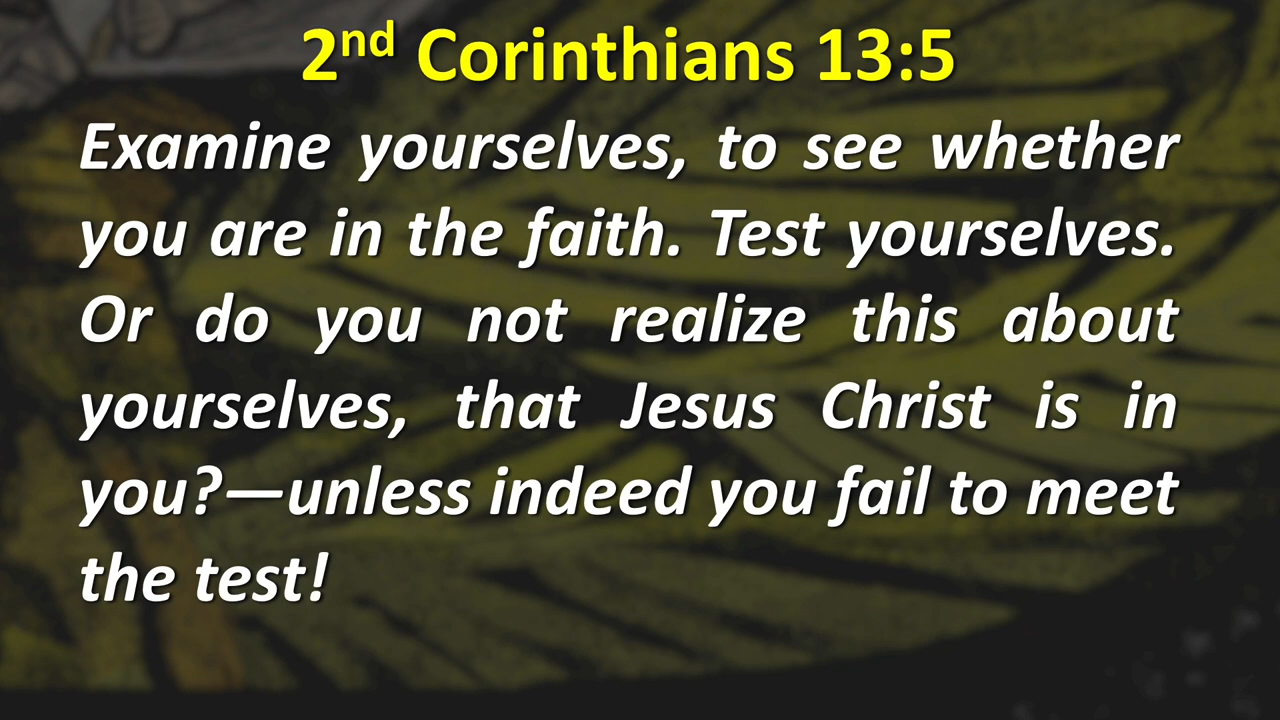 2nd Corinthians 13:5
Examine yourselves, to see whether
you are in the faith. Test yourselves.
Or do you not realize this about
yourselves, that Jesus Christ is in
you?—unless indeed you fail to meet
the test!